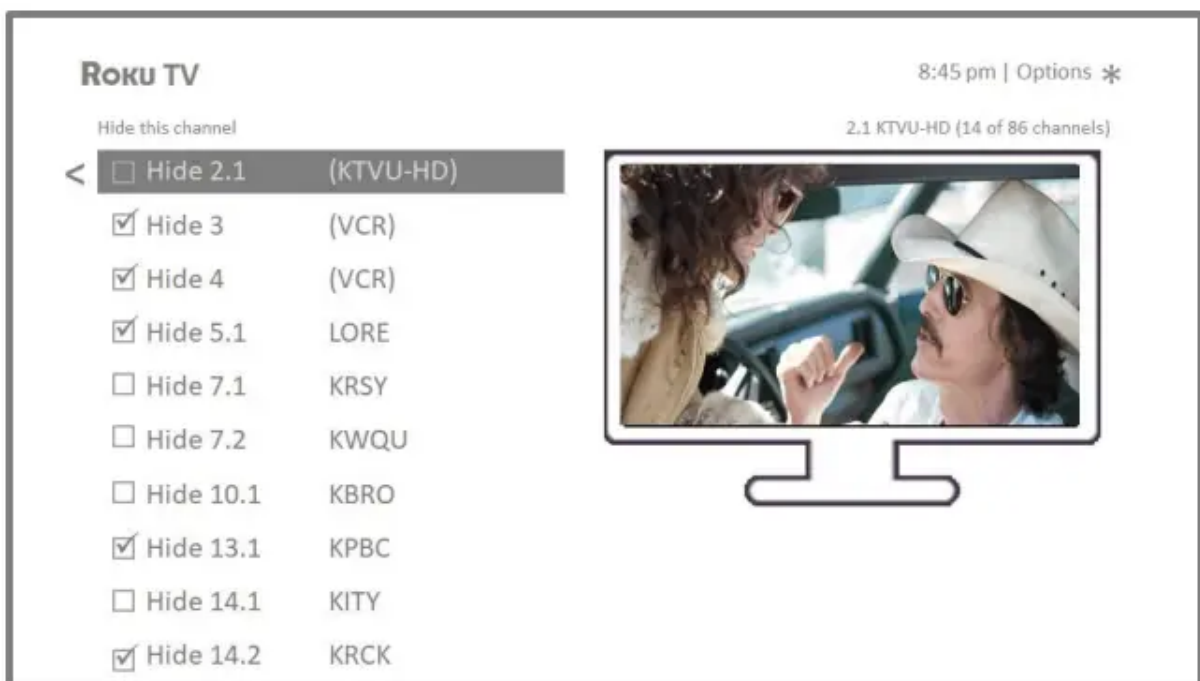 ROKU TV
8:45 pm | Options *
Hide this channel
2.1 KTVU-HD (14 of 86 channels)
< Hide 2.1 (KTVU-HD)
Hide 3 (VCR)
Hide 4 (VCR)
Hide 5.1 LORE
Hide 7.1 KRSY
Hide 7.2 KWQU
Hide 10.1 KBRO
Hide 13.1 KPBC
Hide 14.1 KITY
Hide 14.2 KRCK